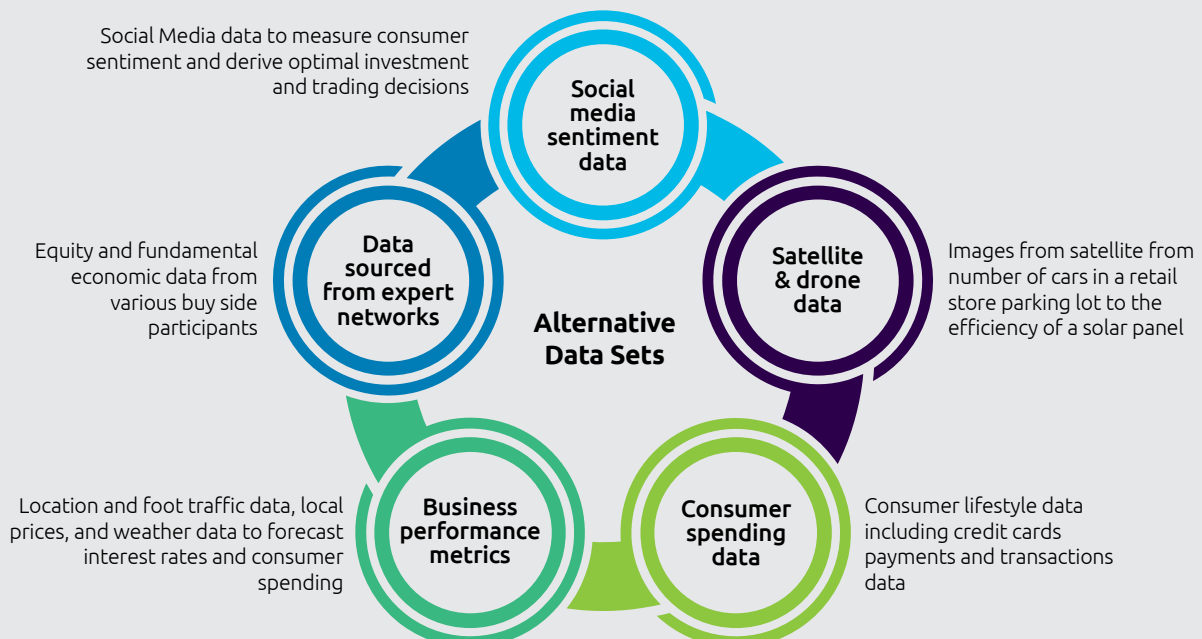 Social Media data to measure consumer
sentiment and derive optimal investment
and trading decisions
Social
media
sentiment
data
Equity and fundamental
economic data from
various buy side
participants
Data
sourced
from expert
networks
Satellite
& drone
data
Images from satellite from
number of cars in a retail
store parking lot to the
efficiency of a solar panel
Alternative
Data Sets
Location and foot traffic data, local
prices, and weather data to forecast
interest rates and consumer
spending
Business
performance
metrics
Consumer
spending
data
Consumer lifestyle data
including credit cards
payments and transactions
data